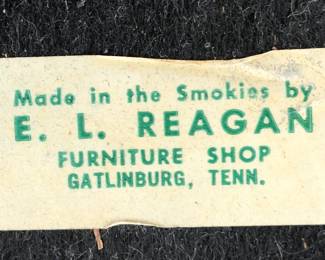 Made in the Smokies by
E. L. REAGAN
FURNITURE SHOP
GATLINBURG, TENN.